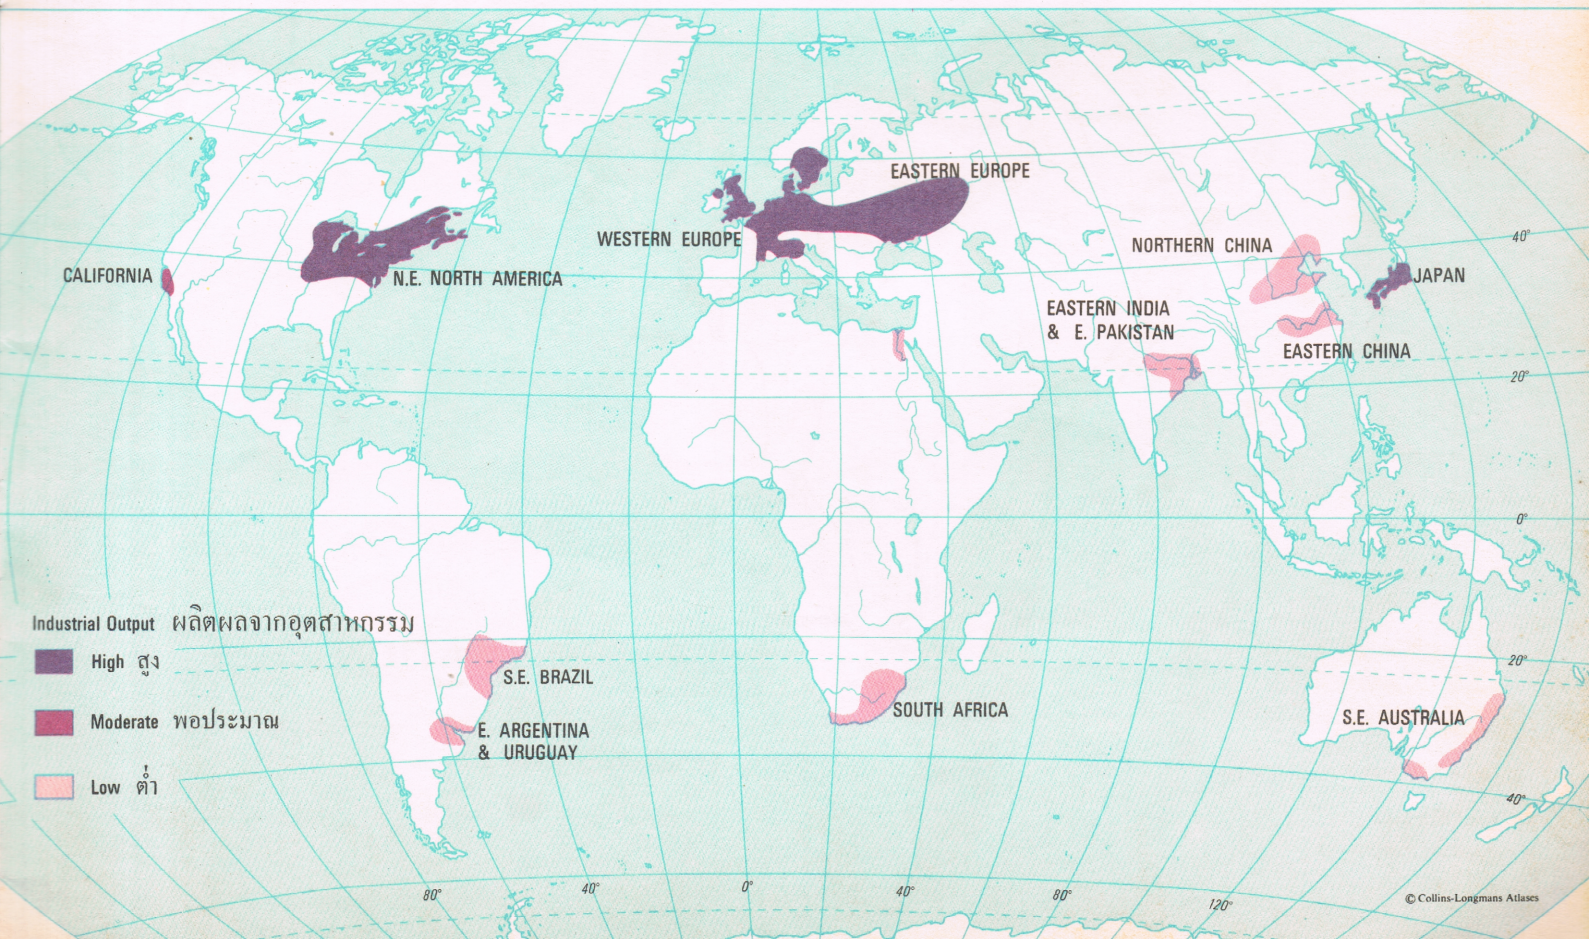 EASTERN EUROPE
WESTERN EUROPE
NORTHERN CHINA
40°
CALIFORNIA
N.E. NORTH AMERICA
JAPAN
EASTERN INDIA
& E. PAKISTAN
EASTERN CHINA
20°
0°
Industrial Output ผลิตผลจากอุตสาหกรรม
High สูง
Moderate พอประมาณ
Low ต่ำ
S.E. BRAZIL
E. ARGENTINA
& URUGUAY
SOUTH AFRICA
20°
S.E. AUSTRALIA
40°
80°
40°
0°
40°
80°
120°
© Collins-Longmans Atlases